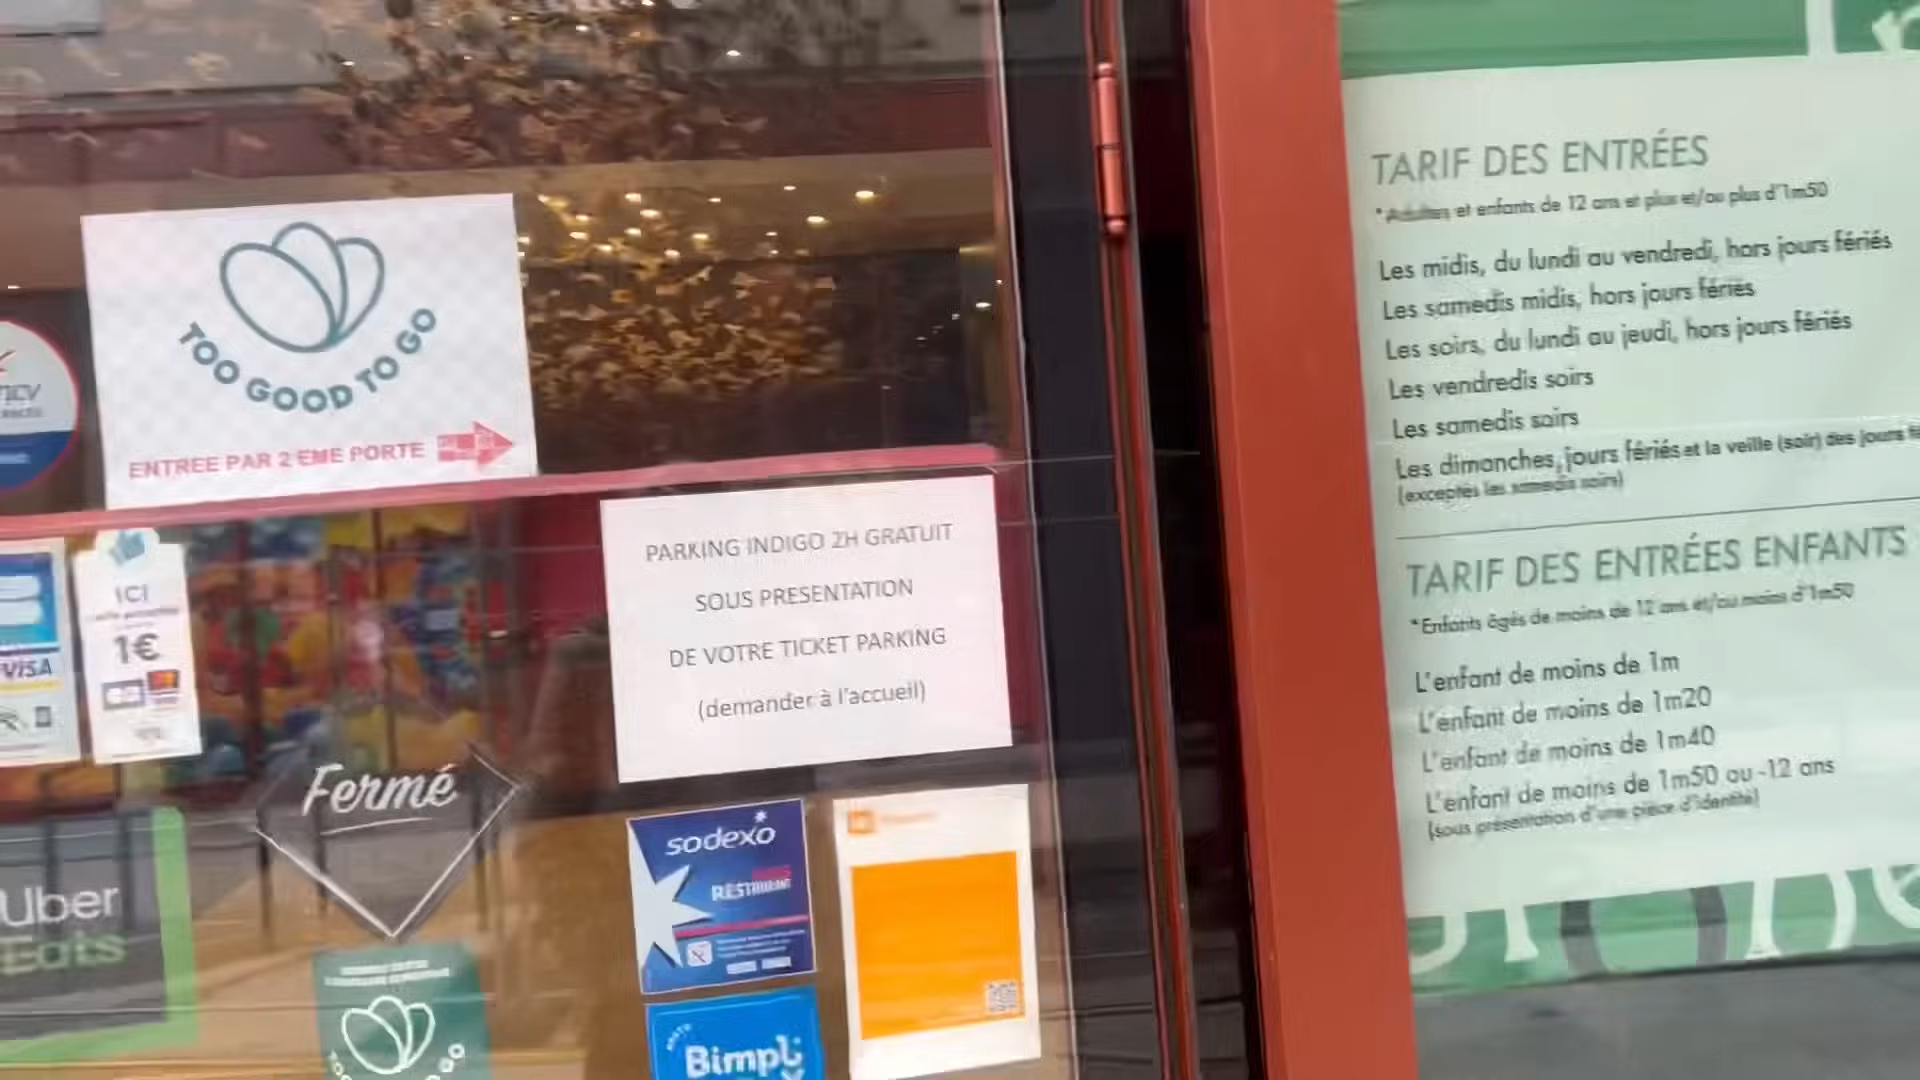 TOO GOOD TO GO
ENTREE PAR 2 EME PORTE
ICI
1€
VISA
PARKING INDIGO 2H GRATUIT
SOUS PRESENTATION
DE VOTRE TICKET PARKING
(demander à l'accueil)
Fermé
Uber
Eats
sodexo
RESTAURANT
Bimpli
TARIF DES ENTRÉES
*Adultes et enfants de 12 ans et plus et/ou plus d'1m50
Les midis, du lundi au vendredi, hors jours fériés
Les samedis midis, hors jours fériés
Les soirs, du lundi au jeudi, hors jours fériés
Les vendredis soirs
Les samedis soirs
Les dimanches, jours fériés et la veille (soir) des jours
(exceptés les samedis soirs)
TARIF DES ENTRÉES ENFANTS
*Enfants âgés de moins de 12 ans et/ou moins d'1m50
L'enfant de moins de 1m
L'enfant de moins de 1m20
L'enfant de moins de 1m40
L'enfant de moins de 1m50 ou -12 ans
(sous présentation d'une pièce d'identité)